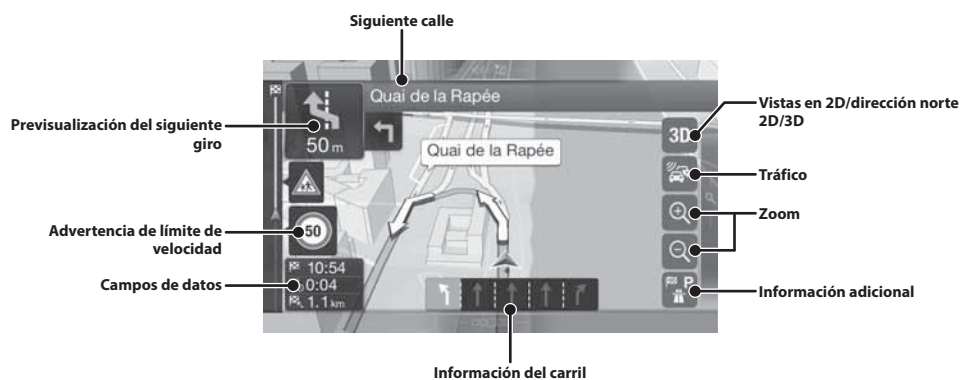 Siguiente calle
Quai de la Rapée
Previsualización del siguiente
giro
50 m
Quai de la Rapée
3D
Vistas en 2D/dirección norte
2D/3D
Tráfico
Advertencia de límite de
velocidad
50
Zoom
Campos de datos
10:54
0:04
1.1 km
P
Información adicional
Información del carril